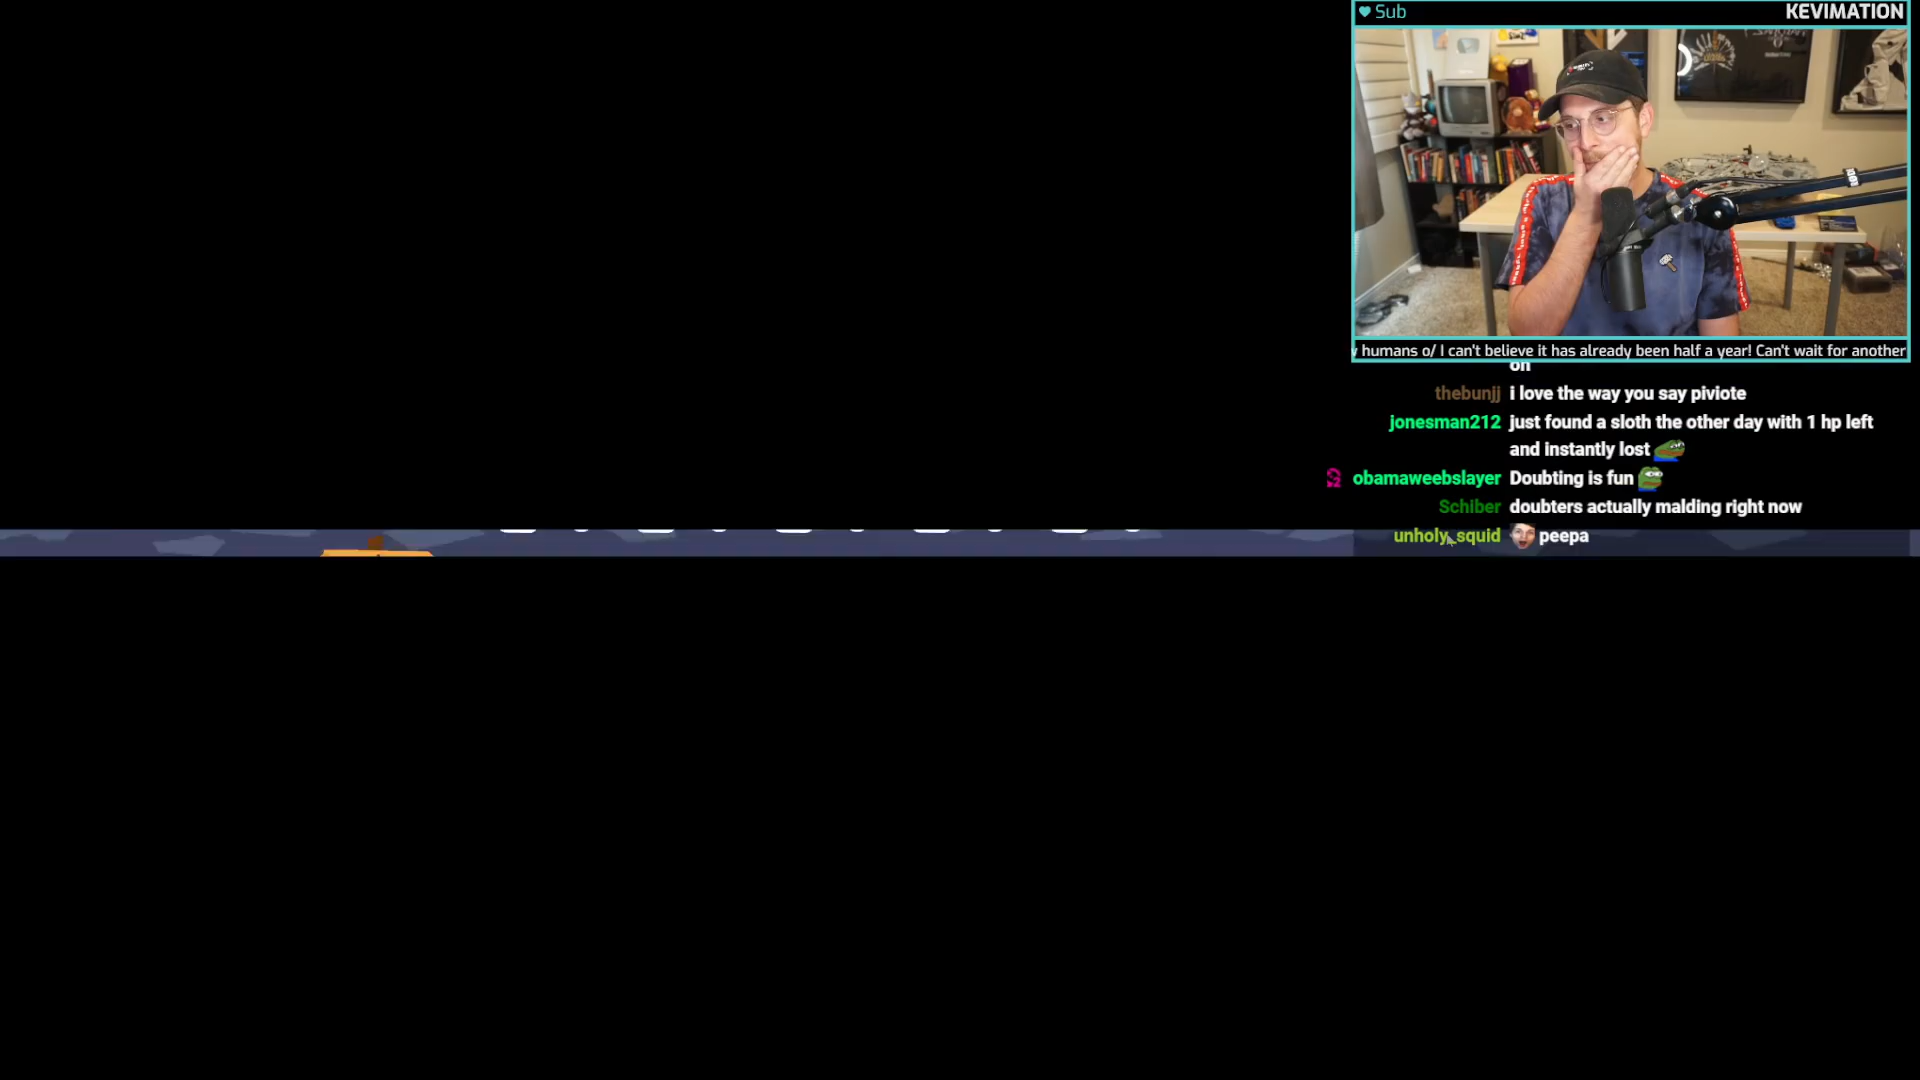 Sub
KEVIMATION
humans o/ I can't believe it has already been half a year! Can't wait for another
on
thebunjj i love the way you say piviote
jonesman212 just found a sloth the other day with 1 hp left
and instantly lost
obamaweebslayer Doubting is fun
Schiber doubters actually malding right now
unholy_squid peepa